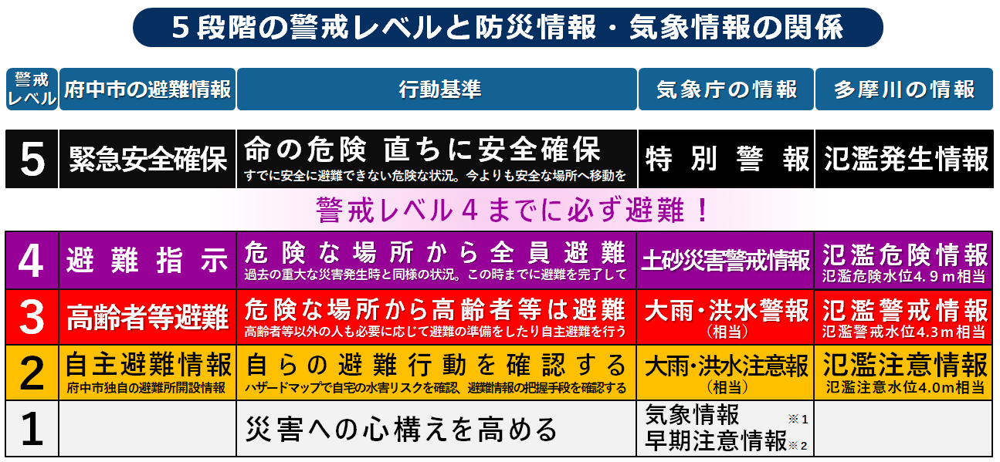 5段階の警戒レベルと防災情報・気象情報の関係
警戒
レベル
府中市の避難情報
行動基準
気象庁の情報
多摩川の情報
5
緊急安全確保
命の危険 直ちに安全確保
すでに安全に避難できない危険な状況。今よりも安全な場所へ移動を
特別警報
氾濫発生情報
警戒レベル4までに必ず避難！
4
避難指示
危険な場所から全員避難
過去の重大な災害発生時と同様の状況。この時までに避難を完了して
土砂災害警戒情報
氾濫危険情報
氾濫危険水位4.9m相当
3
高齢者等避難
危険な場所から高齢者等は避難
高齢者等以外の人も必要に応じて避難の準備をしたり自主避難を行う
大雨・洪水警報
（相当）
氾濫警戒情報
氾濫警戒水位4.3m相当
2
自主避難情報
府中市独自の避難所開設情報
自らの避難行動を確認する
ハザードマップで自宅の水害リスクを確認、避難情報の把握手段を確認する
大雨・洪水注意報
（相当）
氾濫注意情報
氾濫注意水位4.0m相当
1
災害への心構えを高める
気象情報 ※1
早期注意情報※2